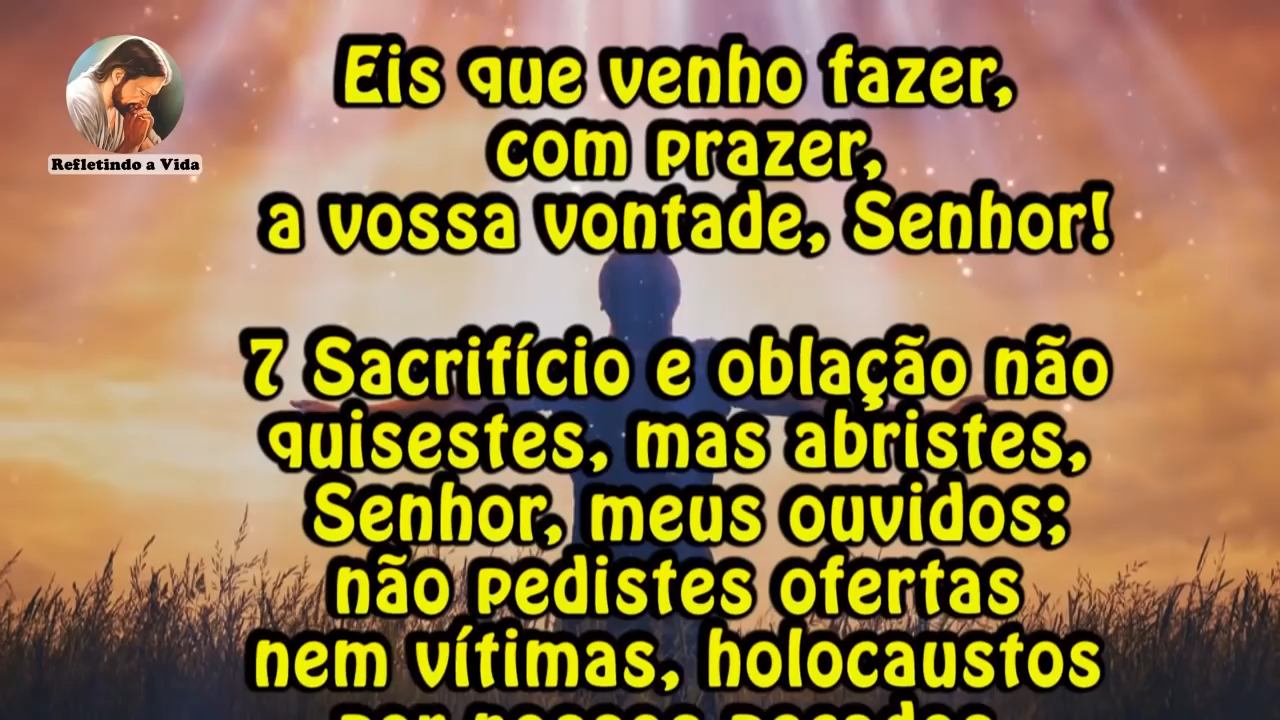 Refletindo a Vida
Eis que venho fazer,
com prazer,
a vossa vontade, Senhor!
7 Sacrifício e oblação não
quisestes, mas abristes,
Senhor, meus ouvidos;
não pedistes ofertas
nem vítimas, holocaustos